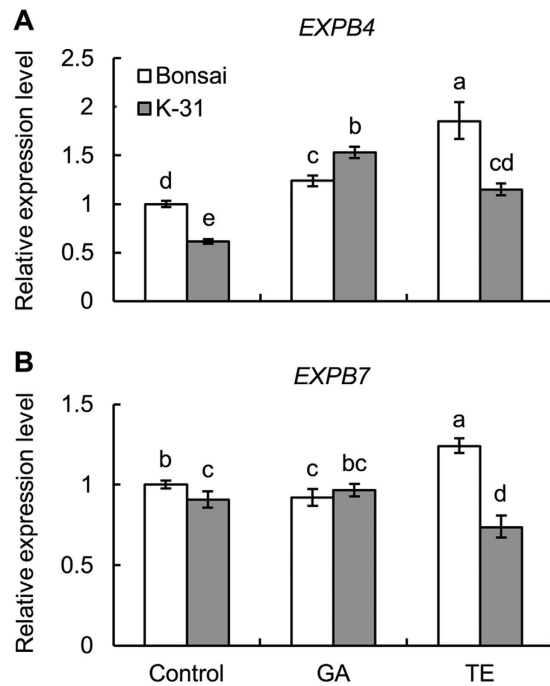 A
EXPB4
Relative expression level
2.5
2
1.5
1
0.5
0
Bonsai
K-31
d
e
c
b
a
cd
B
EXPB7
Relative expression level
1.5
1
0.5
0
b
c
c
bc
a
d
Control GA TE